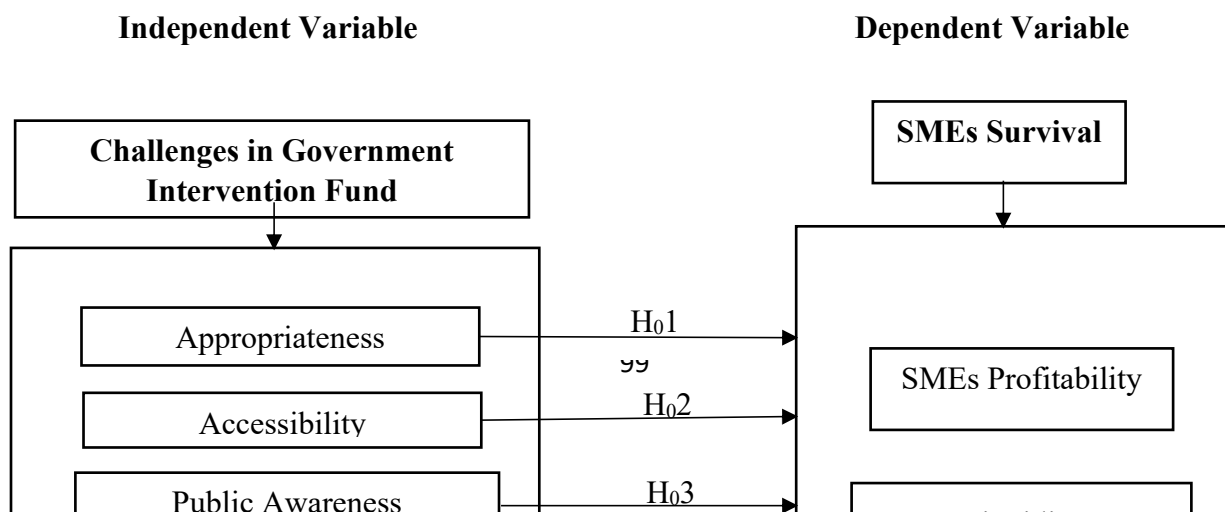 Independent Variable
Dependent Variable
Challenges in Government
Intervention Fund
SMEs Survival
Appropriateness
H₀1
SMEs Profitability
Accessibility
H₀2
Public Awareness
H₀3